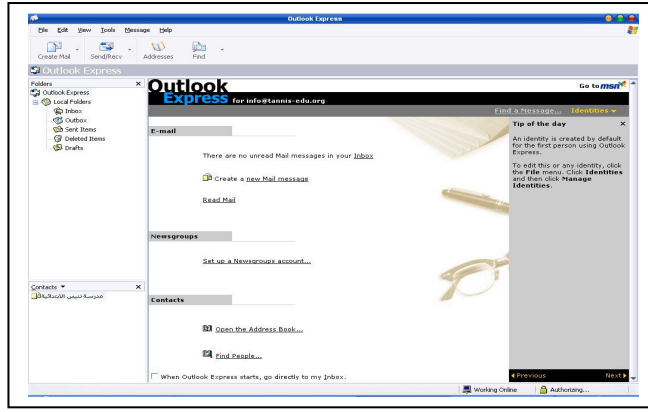 Outlook Express
File Edit View Tools Message Help
Create Mail Send/Recv Addresses Find
Outlook Express
Folders
Outlook Express
Local Folders
Inbox
Outbox
Sent Items
Deleted Items
Drafts
Contacts
مدرسة تنيس الاعدادية
Outlook
Express for info@tannis-edu.org
Go to msn
Find a Message... Identities
E-mail
There are no unread Mail messages in your Inbox
Create a new Mail message
Read Mail
Newsgroups
Set up a Newsgroups account...
Contacts
Open the Address Book...
Find People...
When Outlook Express starts, go directly to my Inbox.
Tip of the day
An identity is created by default
for the first person using Outlook
Express.
To edit this or any identity, click
the File menu. Click Identities
and then click Manage
Identities.
Previous Next
Working Online Authorizing...